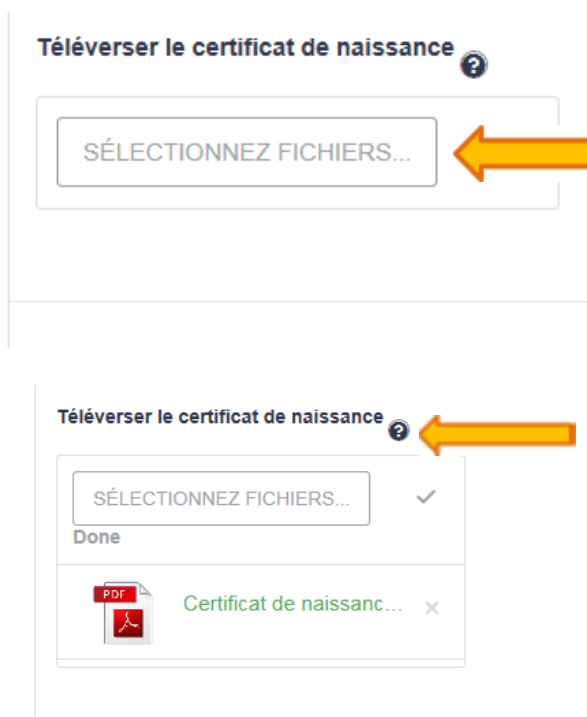 Téléverser le certificat de naissance ?
SÉLECTIONNEZ FICHIERS...
Téléverser le certificat de naissance ?
SÉLECTIONNEZ FICHIERS...
Done
PDF
Certificat de naissanc...